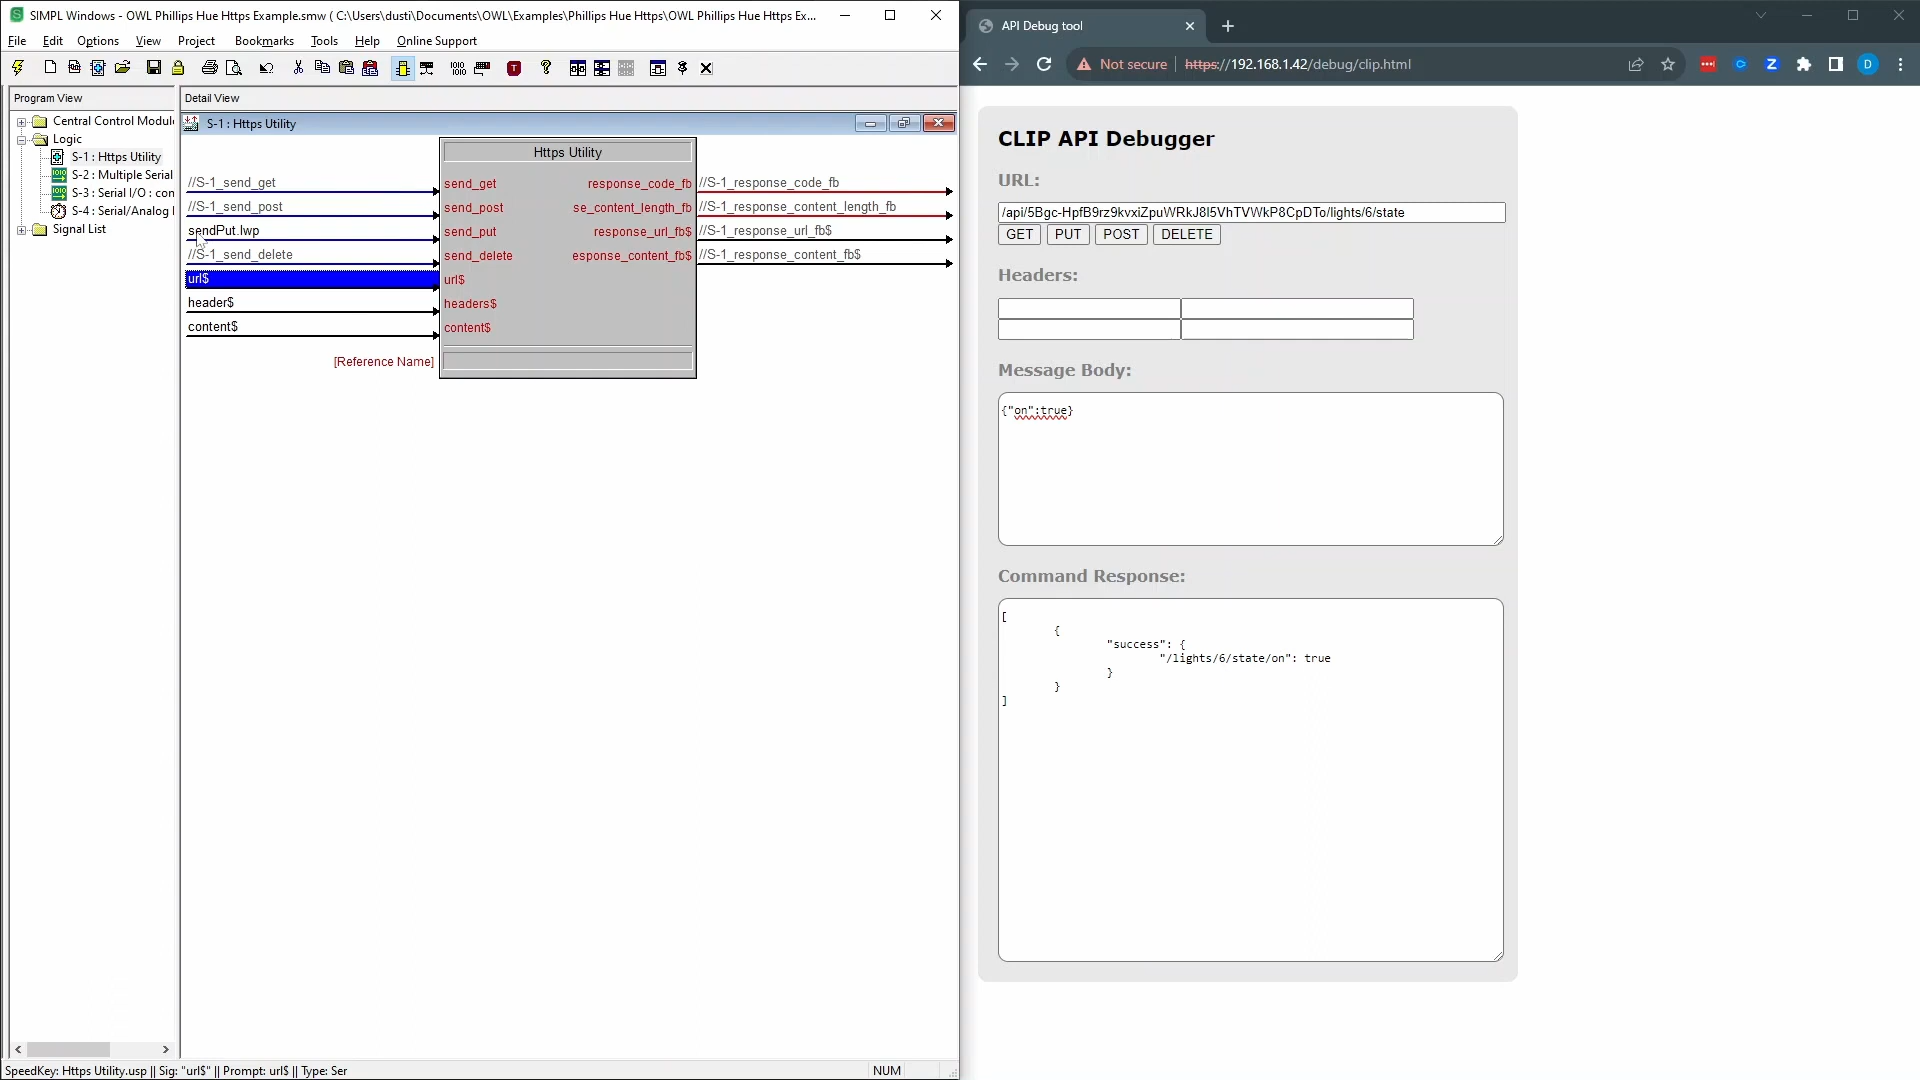 SIMPL Windows - OWL Phillips Hue Https Example.smw ( C:\Users\dusti\Documents\OWL\Examples\Phillips Hue Https\OWL Phillips Hue Https Ex...
File Edit Options View Project Bookmarks Tools Help Online Support
Program View
Central Control Module
Logic
S-1 : Https Utility
S-2 : Multiple Serial
S-3 : Serial I/O : con
S-4 : Serial/Analog I
Signal List
Detail View
S-1 : Https Utility
Https Utility
//S-1_send_get send_get response_code_fb //S-1_response_code_fb
//S-1_send_post send_post se_content_length_fb //S-1_response_content_length_fb
sendPut.lwp send_put response_url_fb$ //S-1_response_url_fb$
//S-1_send_delete send_delete esponse_content_fb$ //S-1_response_content_fb$
url$ url$
header$ headers$
content$ content$
[Reference Name]
SpeedKey: Https Utility.usp || Sig: "url$" || Prompt: url$ || Type: Ser
NUM
API Debug tool
Not secure https://192.168.1.42/debug/clip.html
CLIP API Debugger
URL:
/api/5Bgc-HpfB9rz9kvxiZpuWRkJ8l5VhTVWkP8CpDTo/lights/6/state
GET PUT POST DELETE
Headers:
Message Body:
{"on":true}
Command Response:
[
{
"success": {
"/lights/6/state/on": true
}
}
]